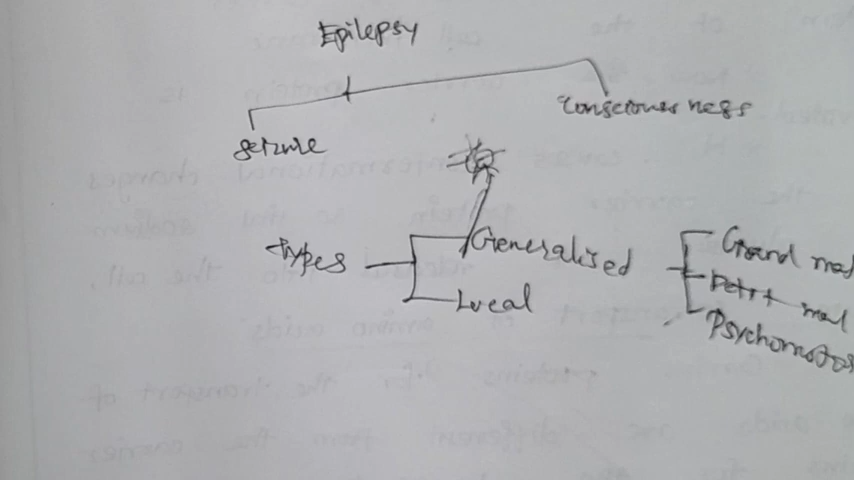 Epilepsy
Seizure
Consciousness
Types
Generalised
Local
Grand mal
Petit mal
Psychomotor